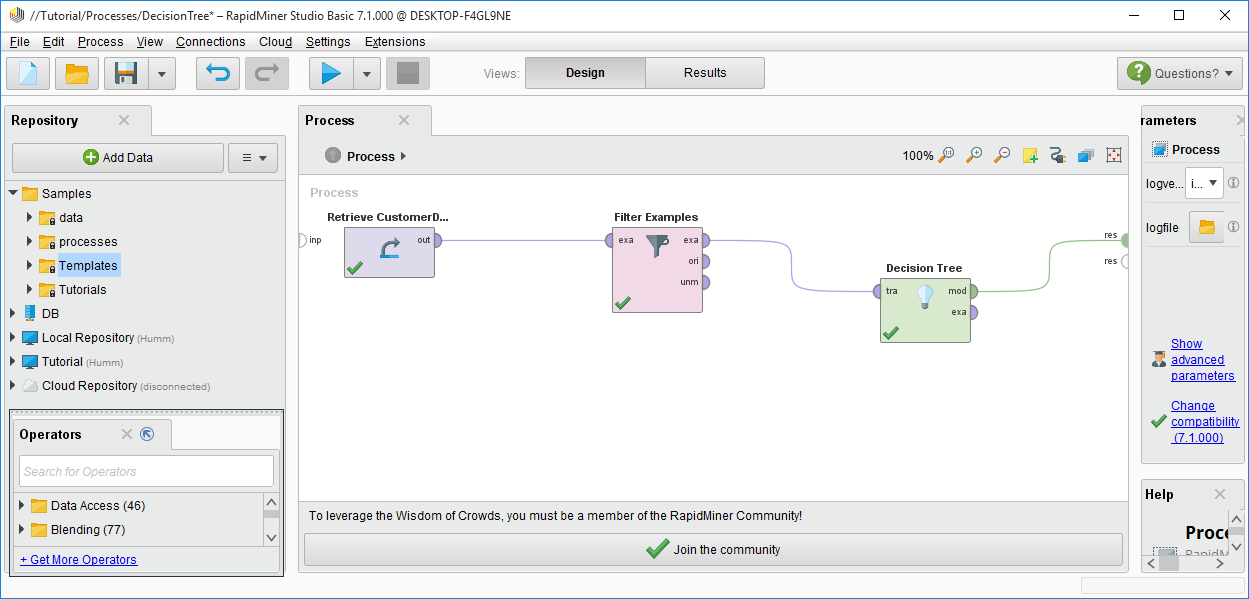 //Tutorial/Processes/DecisionTree* – RapidMiner Studio Basic 7.1.000 @ DESKTOP-F4GL9NE
File Edit Process View Connections Cloud Settings Extensions
Views: Design Results Questions?
Repository
Add Data
Samples
data
processes
Templates
Tutorials
DB
Local Repository (Humm)
Tutorial (Humm)
Cloud Repository (disconnected)
Operators
Search for Operators
Data Access (46)
Blending (77)
+ Get More Operators
Process
Process
100%
Process
Retrieve CustomerD...
inp
out
Filter Examples
exa exa
ori
unm
Decision Tree
tra mod
exa
res
res
To leverage the Wisdom of Crowds, you must be a member of the RapidMiner Community!
Join the community
rameters
Process
logve... i...
logfile
Show
advanced
parameters
Change
compatibility
(7.1.000)
Help
Proce
RapidM